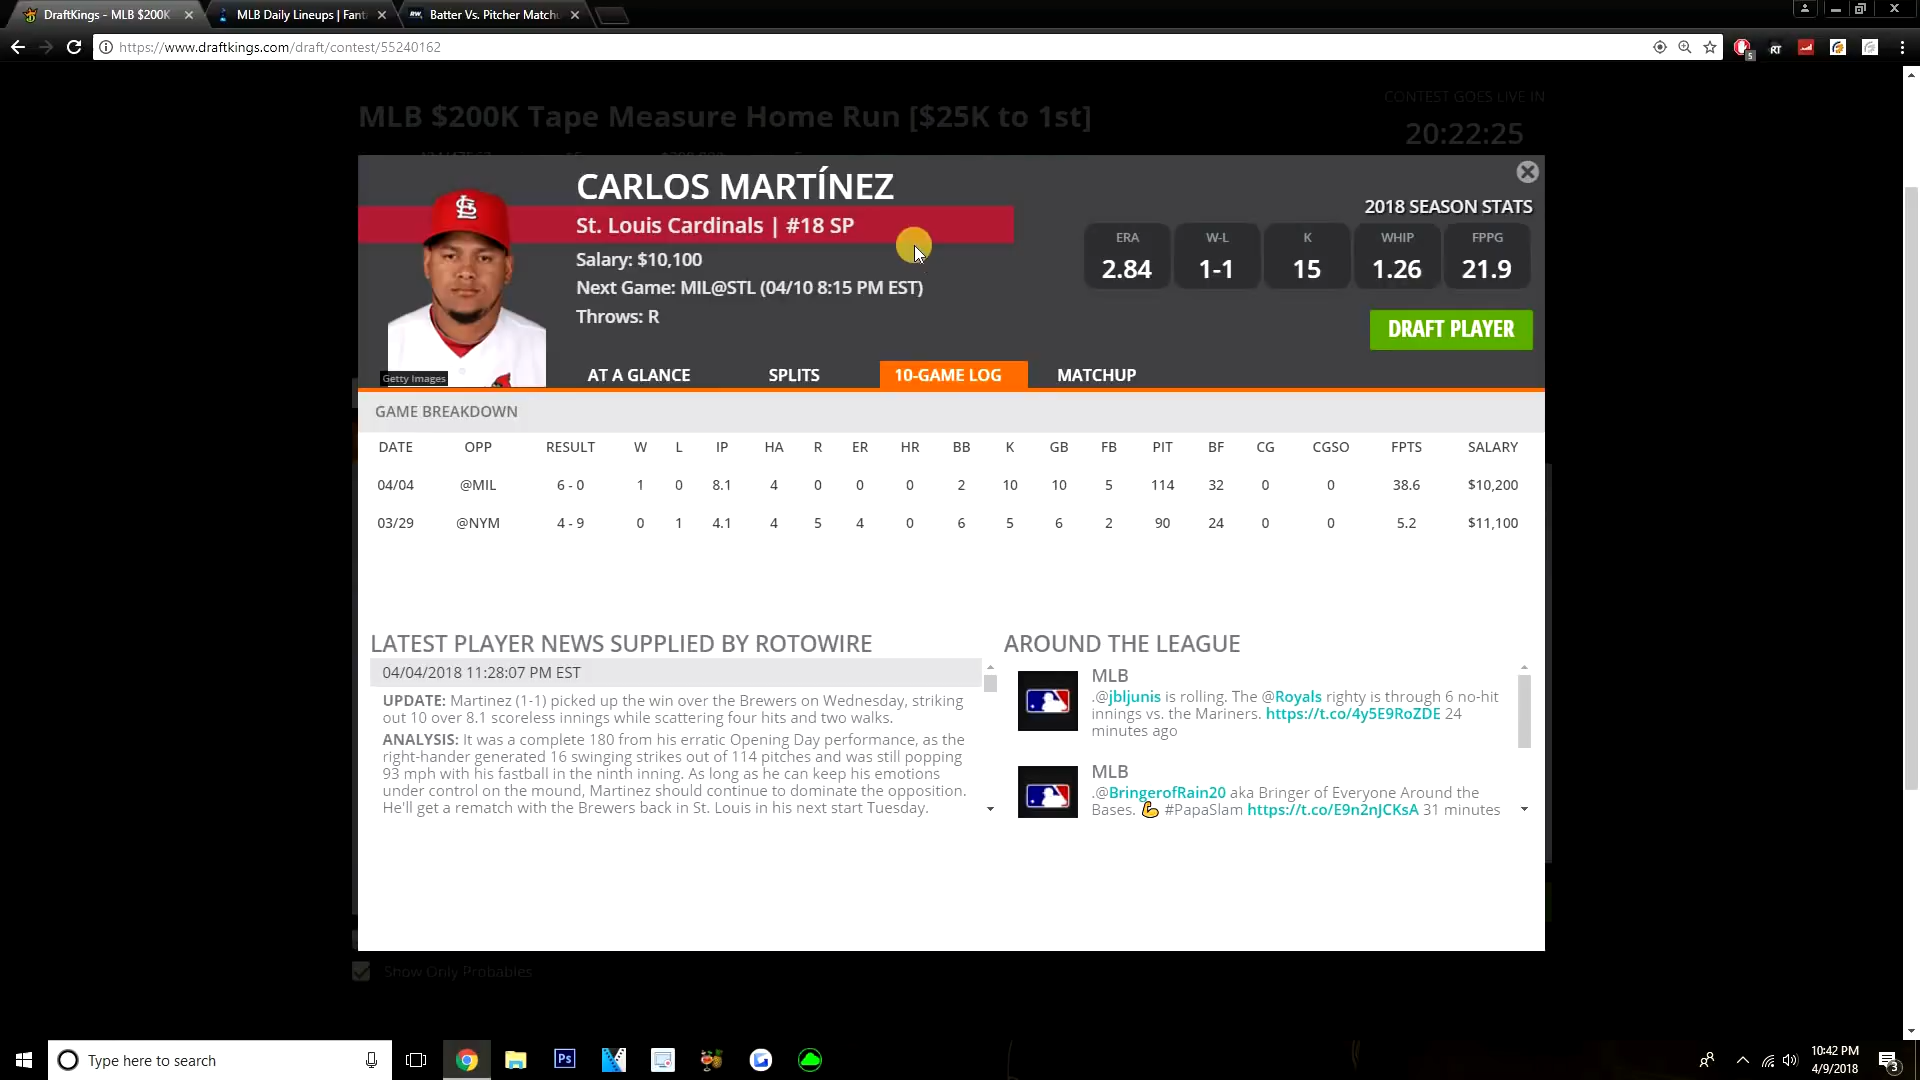 DraftKings - MLB $200K
MLB Daily Lineups | Fant
Batter Vs. Pitcher Match
https://www.draftkings.com/draft/contest/55240162
5
RT
MLB $200K Tape Measure Home Run [$25K to 1st]
CONTEST GOES LIVE IN
20:22:25
CARLOS MARTÍNEZ
St. Louis Cardinals | #18 SP
Salary: $10,100
Next Game: MIL@STL (04/10 8:15 PM EST)
Throws: R
Getty Images
2018 SEASON STATS
ERA W-L K WHIP FPPG
2.84 1-1 15 1.26 21.9
DRAFT PLAYER
AT A GLANCE SPLITS 10-GAME LOG MATCHUP
GAME BREAKDOWN
DATE OPP RESULT W L IP HA R ER HR BB K GB FB PIT BF CG CGSO FPTS SALARY
04/04 @MIL 6 - 0 1 0 8.1 4 0 0 0 2 10 10 5 114 32 0 0 38.6 $10,200
03/29 @NYM 4 - 9 0 1 4.1 4 5 4 0 6 5 6 2 90 24 0 0 5.2 $11,100
LATEST PLAYER NEWS SUPPLIED BY ROTOWIRE
04/04/2018 11:28:07 PM EST
UPDATE: Martinez (1-1) picked up the win over the Brewers on Wednesday, striking
out 10 over 8.1 scoreless innings while scattering four hits and two walks.
ANALYSIS: It was a complete 180 from his erratic Opening Day performance, as the
right-hander generated 16 swinging strikes out of 114 pitches and was still popping
93 mph with his fastball in the ninth inning. As long as he can keep his emotions
under control on the mound, Martinez should continue to dominate the opposition.
He'll get a rematch with the Brewers back in St. Louis in his next start Tuesday.
AROUND THE LEAGUE
MLB
.@jbljunis is rolling. The @Royals righty is through 6 no-hit
innings vs. the Mariners. https://t.co/4y5E9RoZDE 24
minutes ago
MLB
.@BringerofRain20 aka Bringer of Everyone Around the
Bases. 💪 #PapaSlam https://t.co/E9n2nJCKsA 31 minutes
Show Only Probables
Type here to search
Ps
10:42 PM
4/9/2018
3